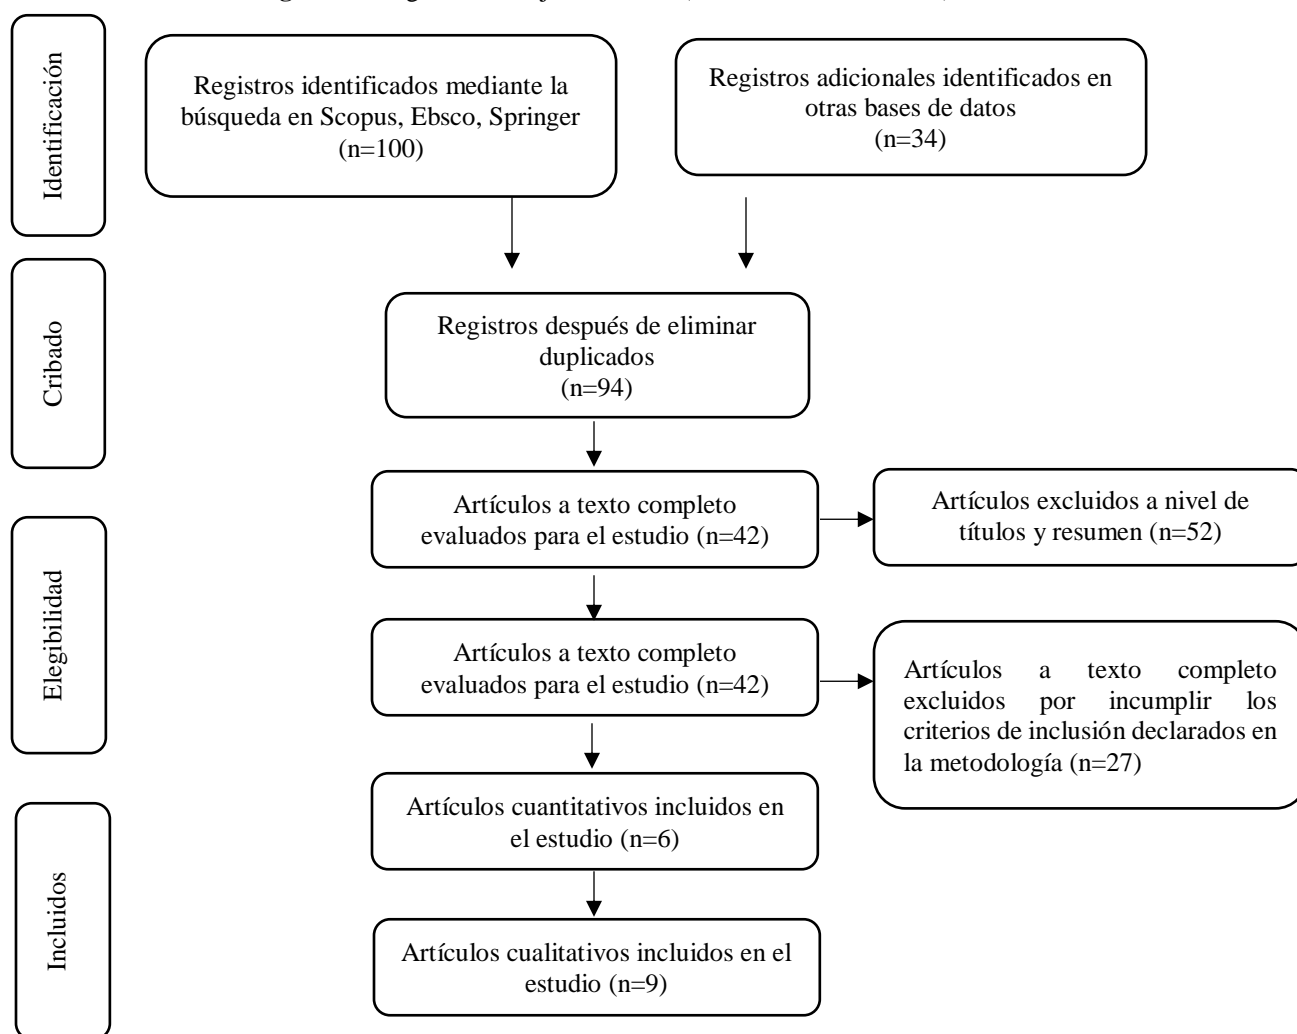 Identificación
Registros identificados mediante la
búsqueda en Scopus, Ebsco, Springer
(n=100)
Registros adicionales identificados en
otras bases de datos
(n=34)
Cribado
Registros después de eliminar
duplicados
(n=94)
Artículos a texto completo
evaluados para el estudio (n=42)
Artículos excluidos a nivel de
títulos y resumen (n=52)
Elegibilidad
Artículos a texto completo
evaluados para el estudio (n=42)
Artículos a texto completo
excluidos por incumplir los
criterios de inclusión declarados en
la metodología (n=27)
Artículos cuantitativos incluidos en
el estudio (n=6)
Incluidos
Artículos cualitativos incluidos en el
estudio (n=9)